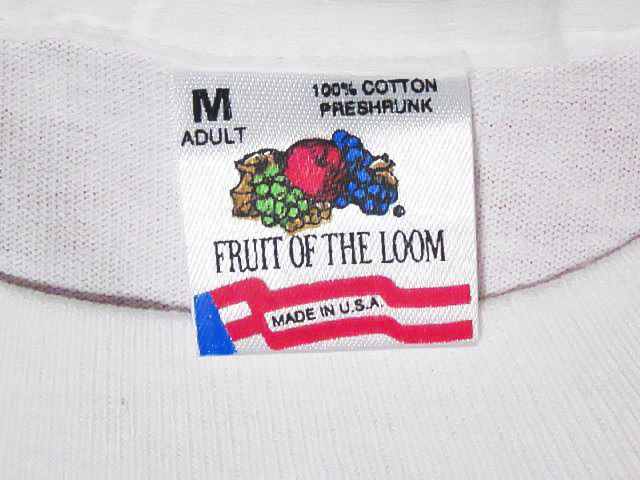 M
ADULT
100% COTTON
PRESHRUNK
FRUIT OF THE LOOM
MADE IN U.S.A.